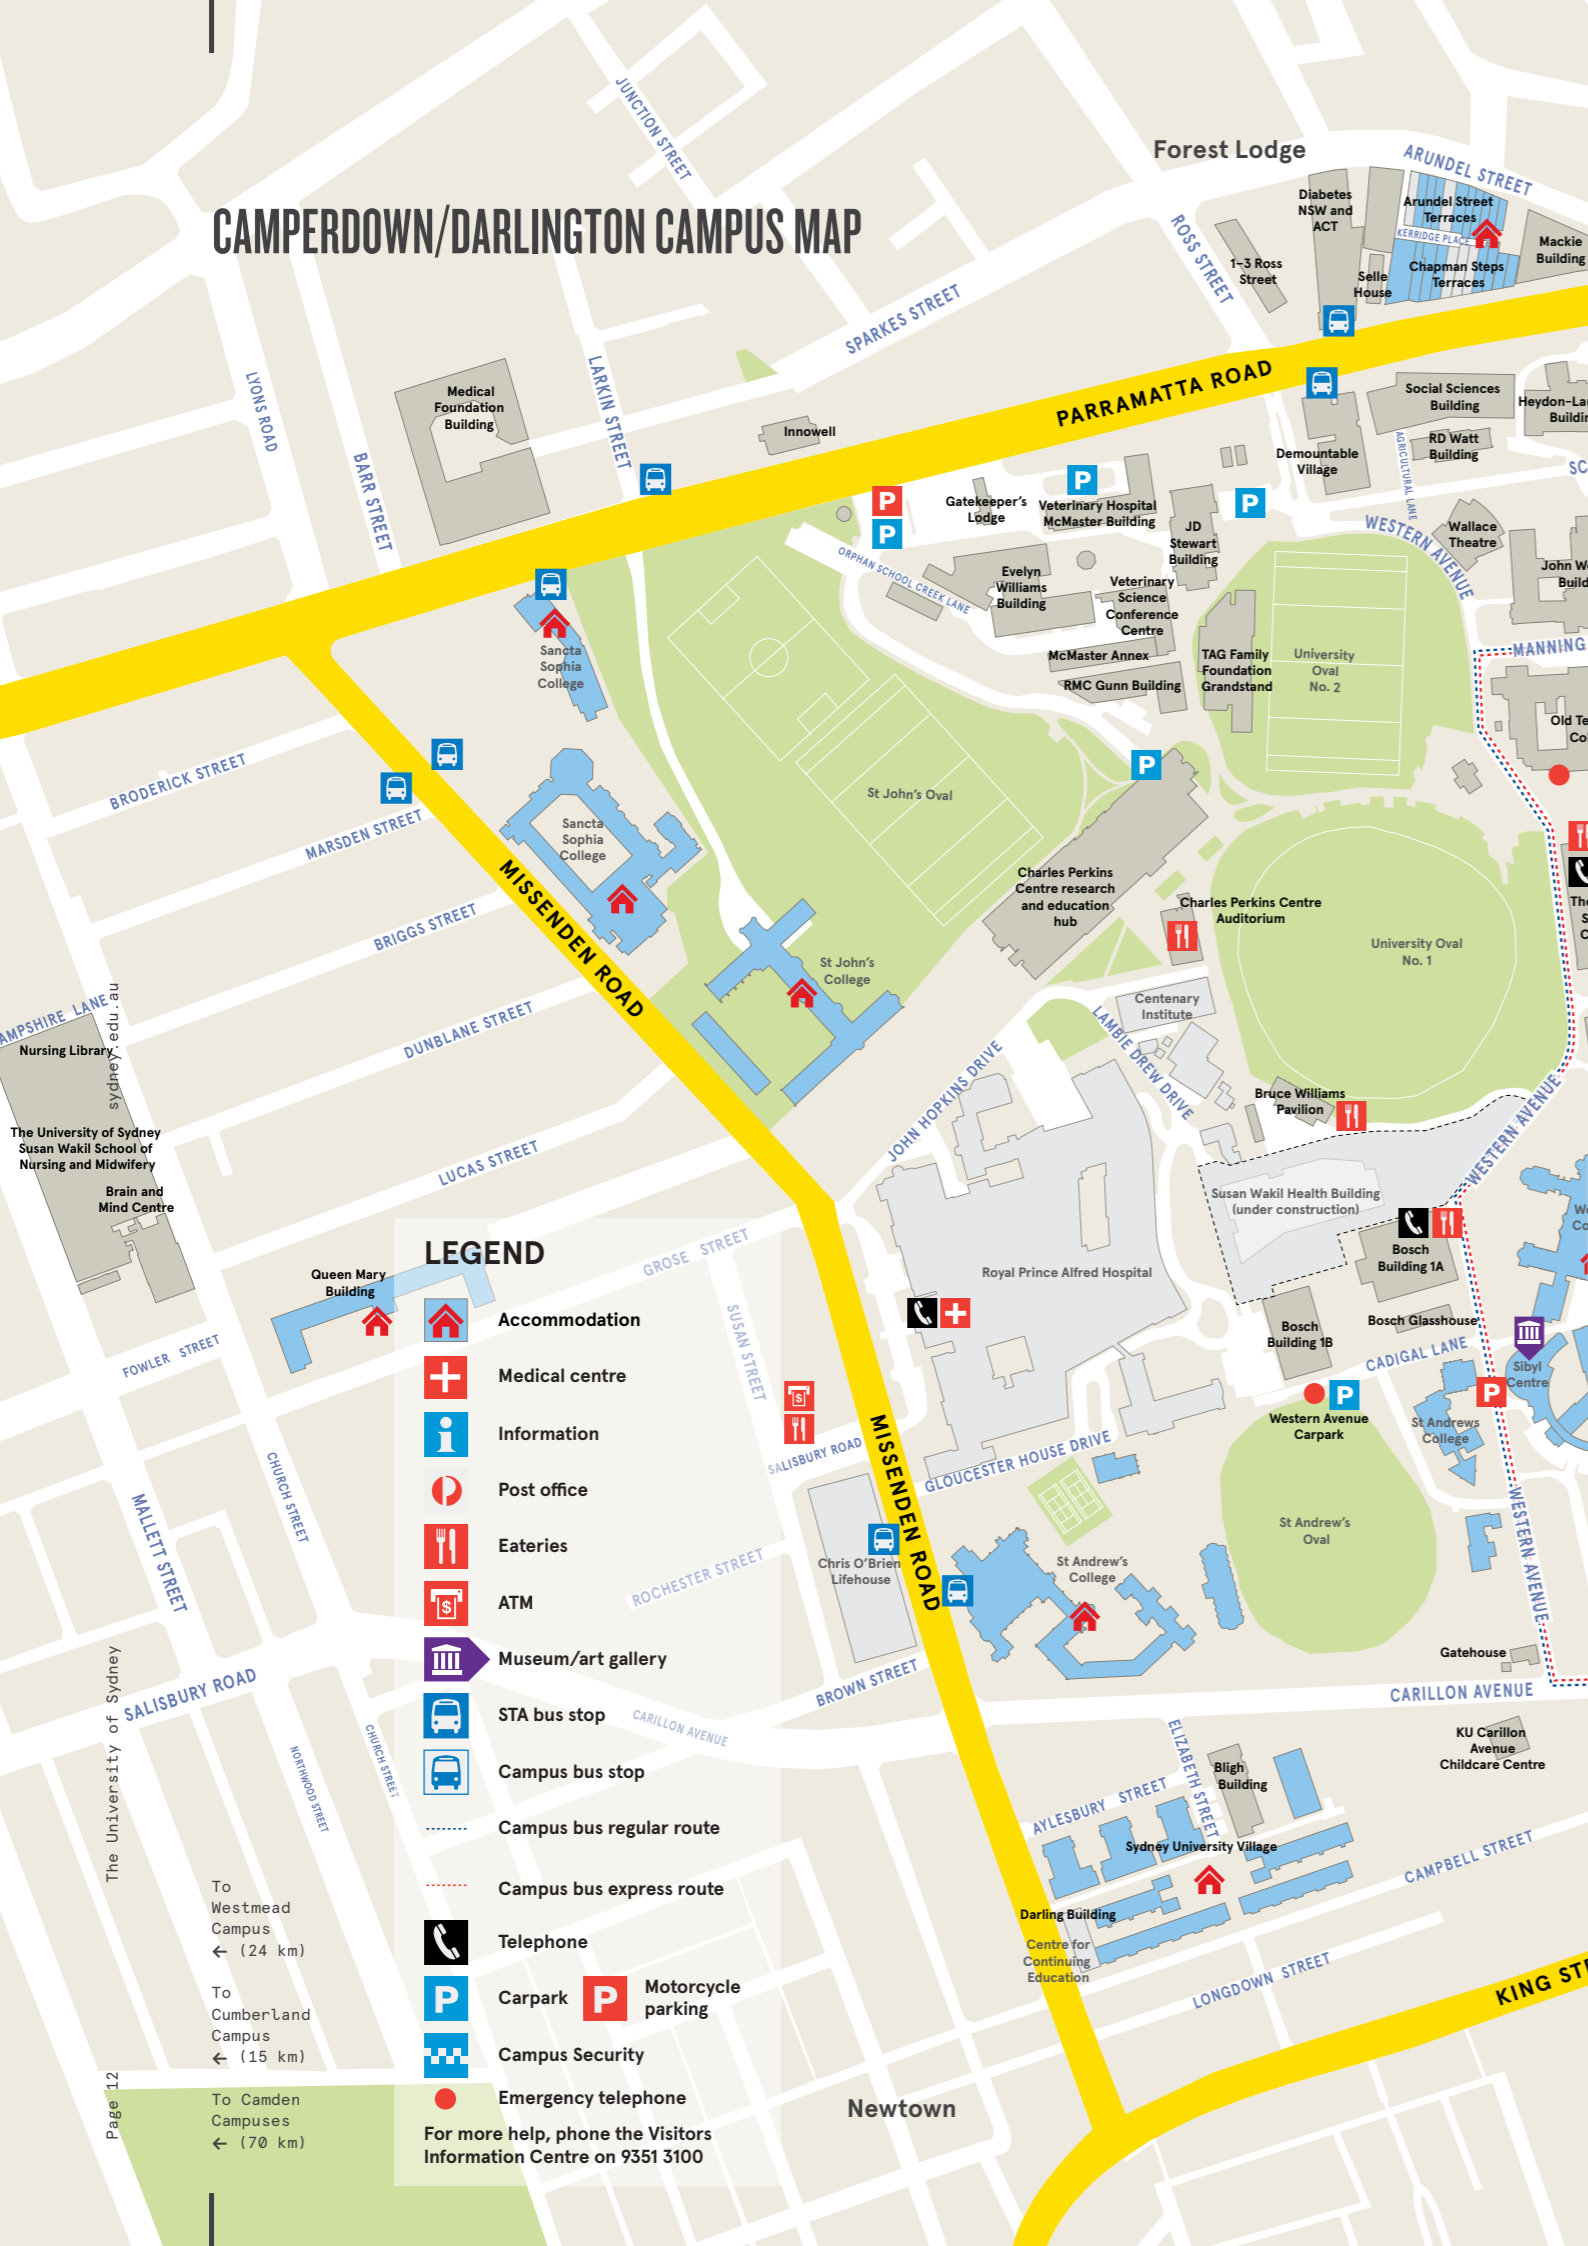 CAMPERDOWN/DARLINGTON CAMPUS MAP
JUNCTION STREET
Forest Lodge
ARUNDEL STREET
Diabetes
NSW and
ACT
Arundel Street
Terraces
KERRIDGE PLACE
Chapman Steps
Terraces
Mackie
Building
ROSS STREET
1–3 Ross
Street
Selle
House
SPARKES STREET
PARRAMATTA ROAD
LYONS ROAD
BARR STREET
LARKIN STREET
Medical
Foundation
Building
Innowell
Social Sciences
Building
RD Watt
Building
AGRICULTURAL LANE
Demountable
Village
WESTERN AVENUE
Wallace
Theatre
MANNING
P
P
P
P
Gatekeeper's
Lodge
Veterinary Hospital
McMaster Building
JD
Stewart
Building
ORPHAN SCHOOL CREEK LANE
Evelyn
Williams
Building
Veterinary
Science
Conference
Centre
McMaster Annex
RMC Gunn Building
TAG Family
Foundation
Grandstand
University
Oval
No. 2
Sancta
Sophia
College
BRODERICK STREET
MARSDEN STREET
P
St John's Oval
Sancta
Sophia
College
MISSENDEN ROAD
BRIGGS STREET
Charles Perkins
Centre research
and education
hub
Charles Perkins Centre
Auditorium
University Oval
No. 1
St John's
College
Centenary
Institute
AMPSHIRE LANE
Nursing Library
sydney.edu.au
DUNBLANE STREET
JOHN HOPKINS DRIVE
LAMBIE DREW DRIVE
Bruce Williams
Pavilion
WESTERN AVENUE
The University of Sydney
Susan Wakil School of
Nursing and Midwifery
Brain and
Mind Centre
LUCAS STREET
Susan Wakil Health Building
(under construction)
Bosch
Building 1A
Royal Prince Alfred Hospital
Bosch Glasshouse
Bosch
Building 1B
CADIGAL LANE
Sibyl
Centre
P
P
Western Avenue
Carpark
St Andrews
College
Queen Mary
Building
FOWLER STREET
GROSE STREET
SUSAN STREET
SALISBURY ROAD
MISSENDEN ROAD
GLOUCESTER HOUSE DRIVE
CHURCH STREET
MALLETT STREET
ROCHESTER STREET
Chris O'Brien
Lifehouse
St Andrew's
College
St Andrew's
Oval
WESTERN AVENUE
Gatehouse
CARILLON AVENUE
BROWN STREET
SALISBURY ROAD
CARILLON AVENUE
KU Carillon
Avenue
Childcare Centre
CHURCH STREET
NORTHWOOD STREET
ELIZABETH STREET
Bligh
Building
AYLESBURY STREET
Sydney University Village
CAMPBELL STREET
Darling Building
Centre for
Continuing
Education
LONGDOWN STREET
Newtown
LEGEND
Accommodation
Medical centre
Information
Post office
Eateries
ATM
Museum/art gallery
STA bus stop
Campus bus stop
Campus bus regular route
Campus bus express route
Telephone
P
Carpark
P
Motorcycle
parking
Campus Security
Emergency telephone
For more help, phone the Visitors
Information Centre on 9351 3100
To
Westmead
Campus
← (24 km)
To
Cumberland
Campus
← (15 km)
To Camden
Campuses
← (70 km)
The University of Sydney
Page 12